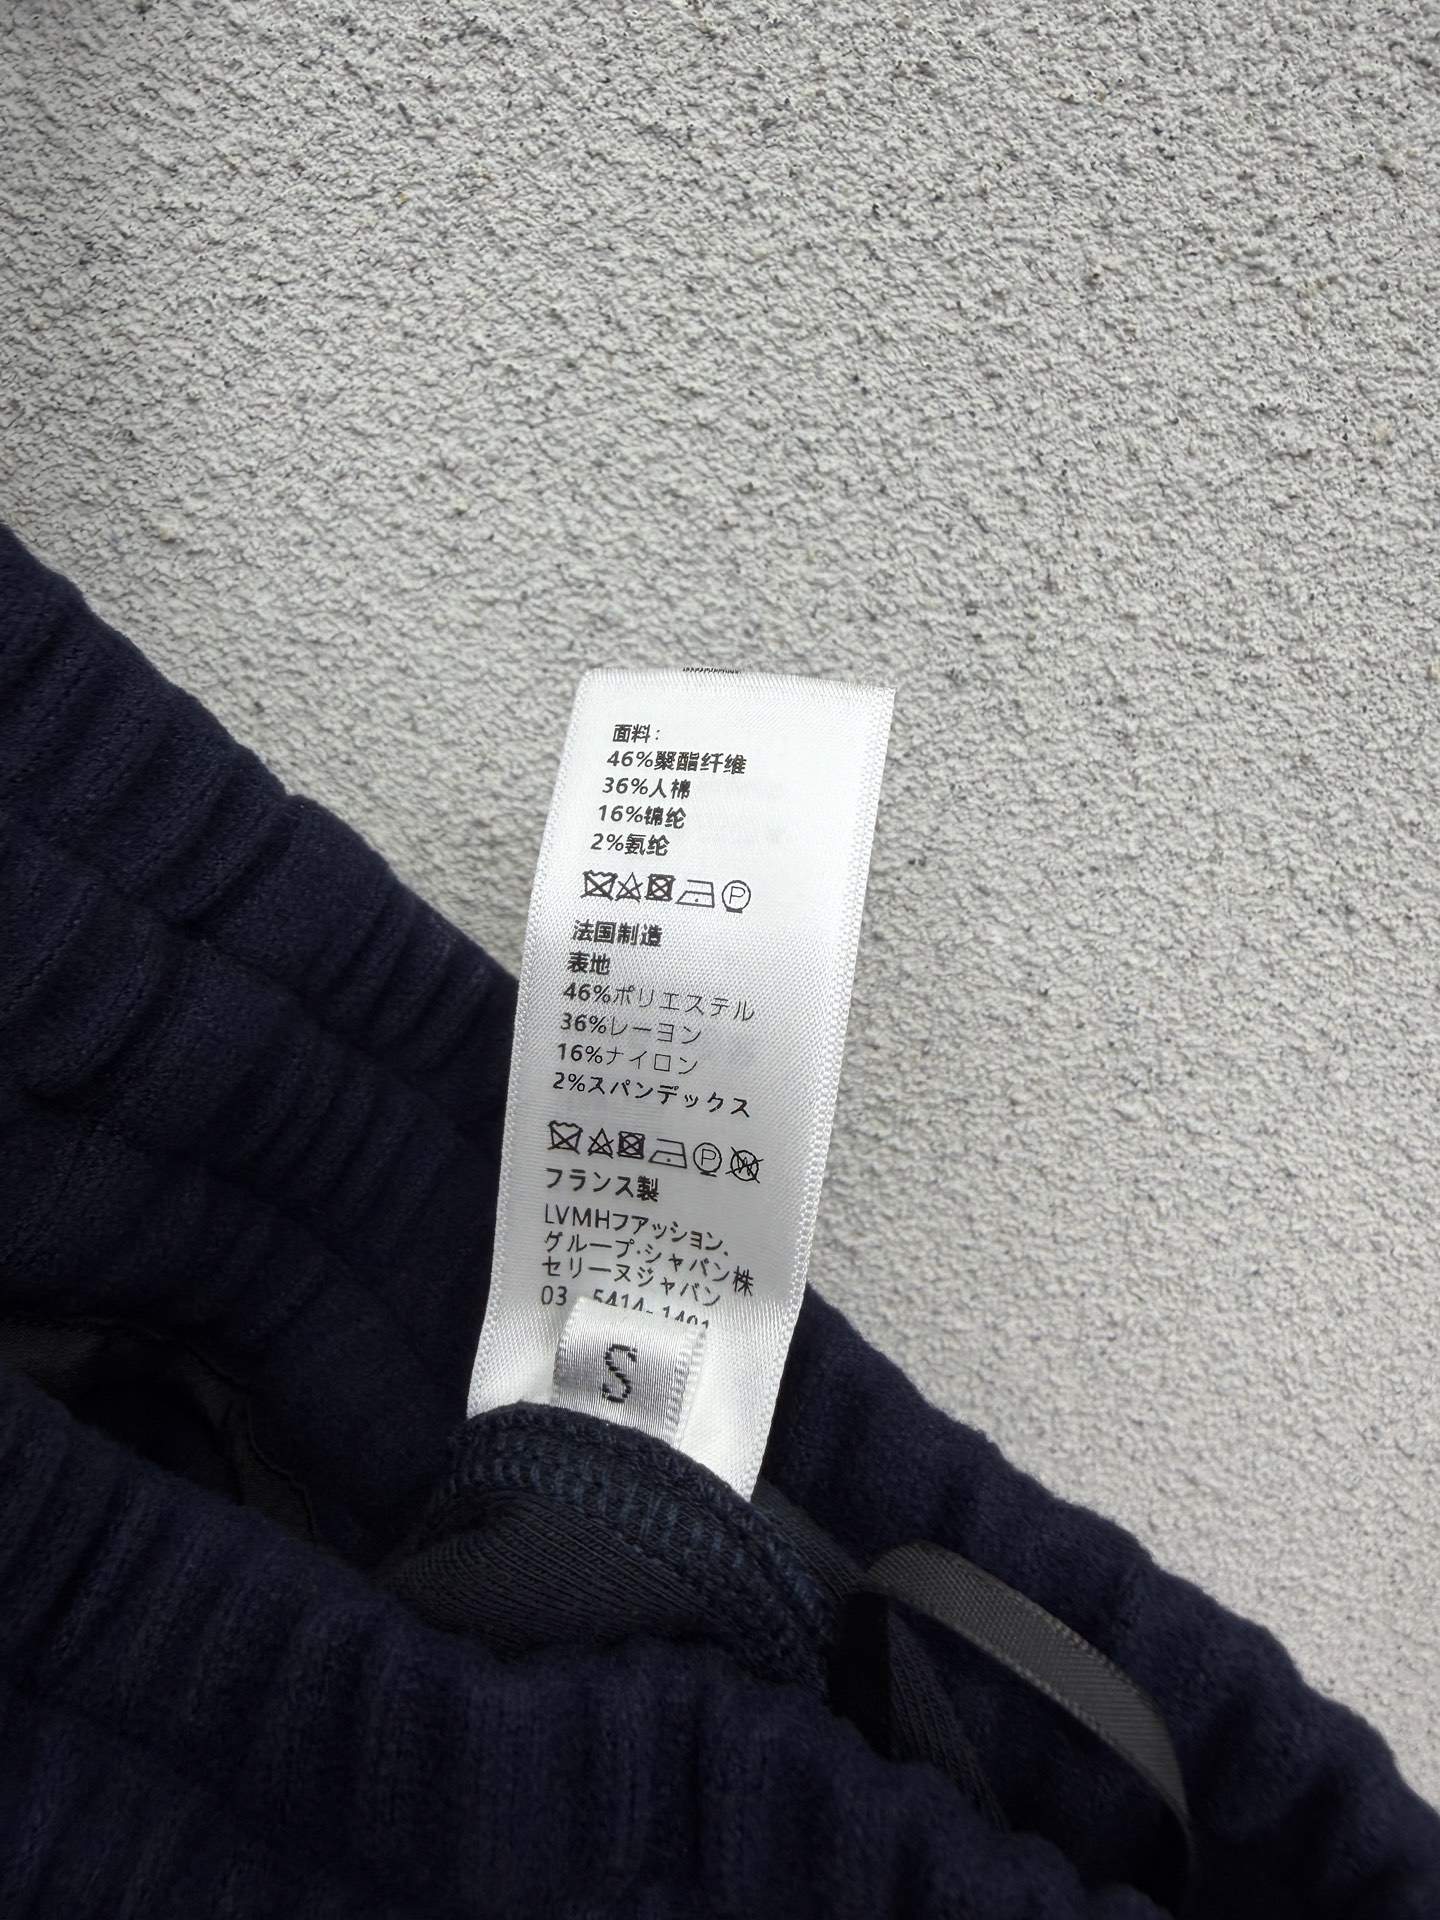 面料:
46%聚酯纤维
36%人棉
16%锦纶
2%氨纶
P
法国制造
表地
46%ポリエステル
36%レーヨン
16%ナイロン
2%スパンデックス
P W
フランス製
LVMHファッション.
グループ·ジャパン株
セリーヌジャパン
03 5414-1401
S